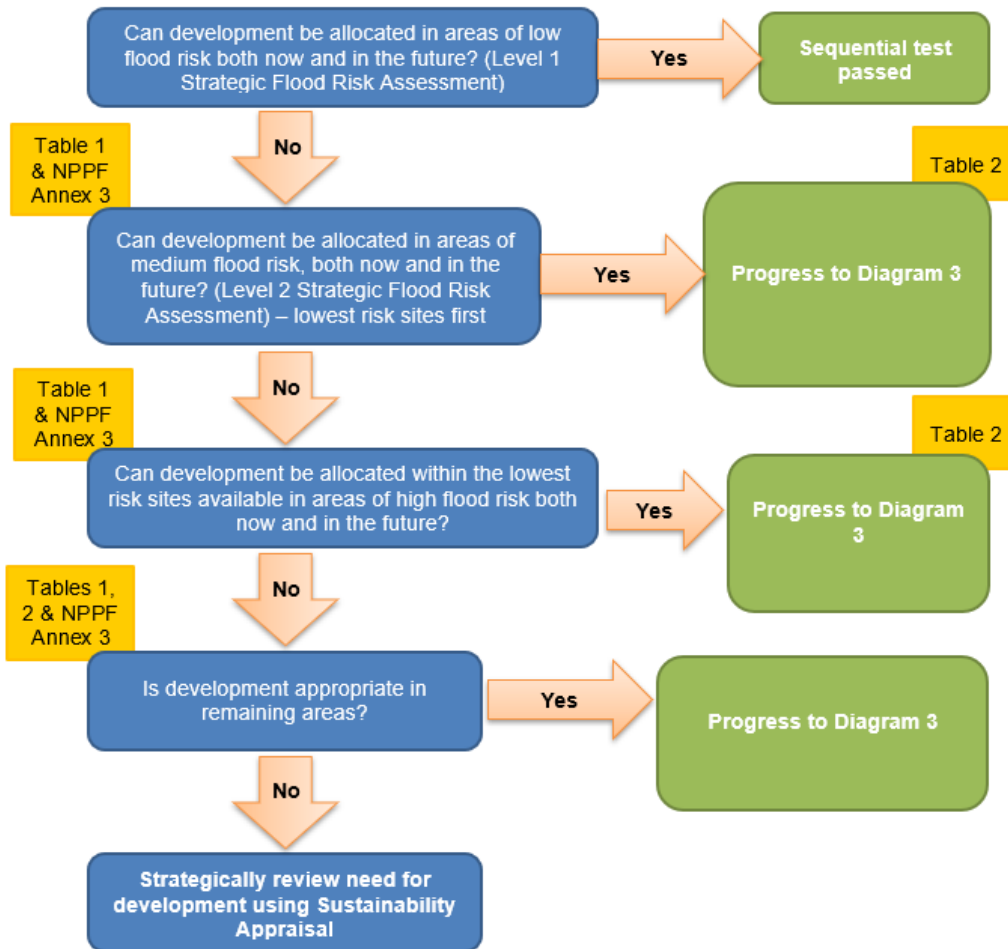 Can development be allocated in areas of low
flood risk both now and in the future? (Level 1
Strategic Flood Risk Assessment)
Yes
Sequential test
passed
No
Table 1
& NPPF
Annex 3
Table 2
Can development be allocated in areas of
medium flood risk, both now and in the
future? (Level 2 Strategic Flood Risk
Assessment) – lowest risk sites first
Yes
Progress to Diagram 3
No
Table 1
& NPPF
Annex 3
Table 2
Can development be allocated within the lowest
risk sites available in areas of high flood risk both
now and in the future?
Yes
Progress to Diagram
3
No
Tables 1,
2 & NPPF
Annex 3
Is development appropriate in
remaining areas?
Yes
Progress to Diagram 3
No
Strategically review need for
development using Sustainability
Appraisal